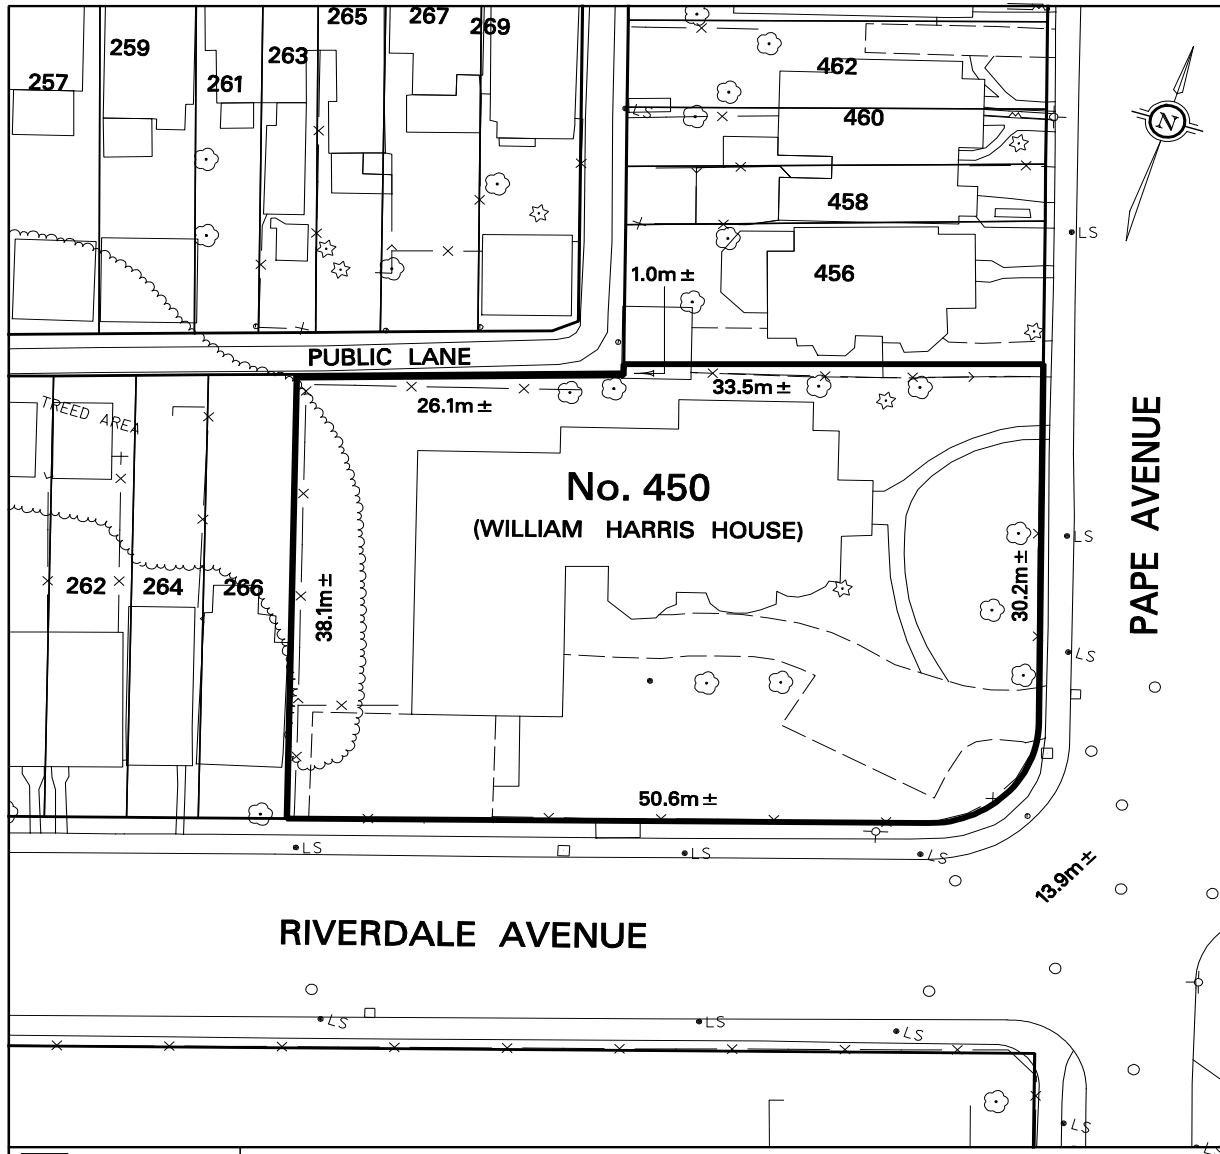 265
267
269
259
263
257
261
462
460
458
456
LS
N
LS
1.0m ±
PUBLIC LANE
33.5m ±
26.1m ±
TREED AREA
No. 450
(WILLIAM HARRIS HOUSE)
PAPE AVENUE
LS
262
264
266
38.1m ±
30.2m ±
LS
50.6m ±
LS
LS
LS
13.9m ±
RIVERDALE AVENUE
LS
LS
LS
LS
LS